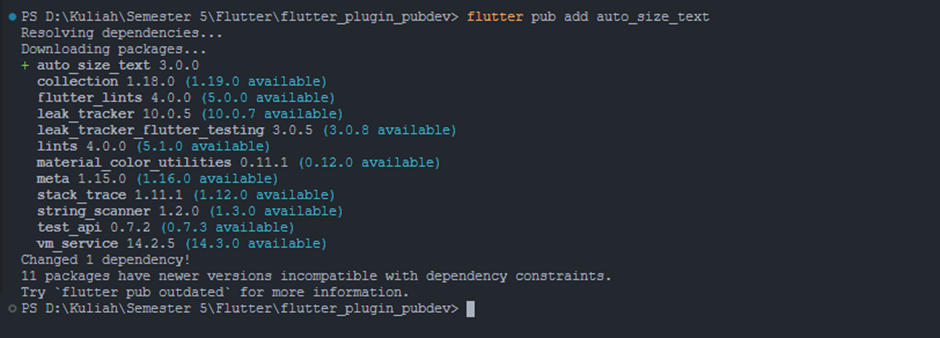 PS D:\Kuliah\Semester 5\Flutter\flutter_plugin_pubdev> flutter pub add auto_size_text
Resolving dependencies...
Downloading packages...
+ auto_size_text 3.0.0
collection 1.18.0 (1.19.0 available)
flutter_lints 4.0.0 (5.0.0 available)
leak_tracker 10.0.5 (10.0.7 available)
leak_tracker_flutter_testing 3.0.5 (3.0.8 available)
lints 4.0.0 (5.1.0 available)
material_color_utilities 0.11.1 (0.12.0 available)
meta 1.15.0 (1.16.0 available)
stack_trace 1.11.1 (1.12.0 available)
string_scanner 1.2.0 (1.3.0 available)
test_api 0.7.2 (0.7.3 available)
vm_service 14.2.5 (14.3.0 available)
Changed 1 dependency!
11 packages have newer versions incompatible with dependency constraints.
Try `flutter pub outdated` for more information.
PS D:\Kuliah\Semester 5\Flutter\flutter_plugin_pubdev>